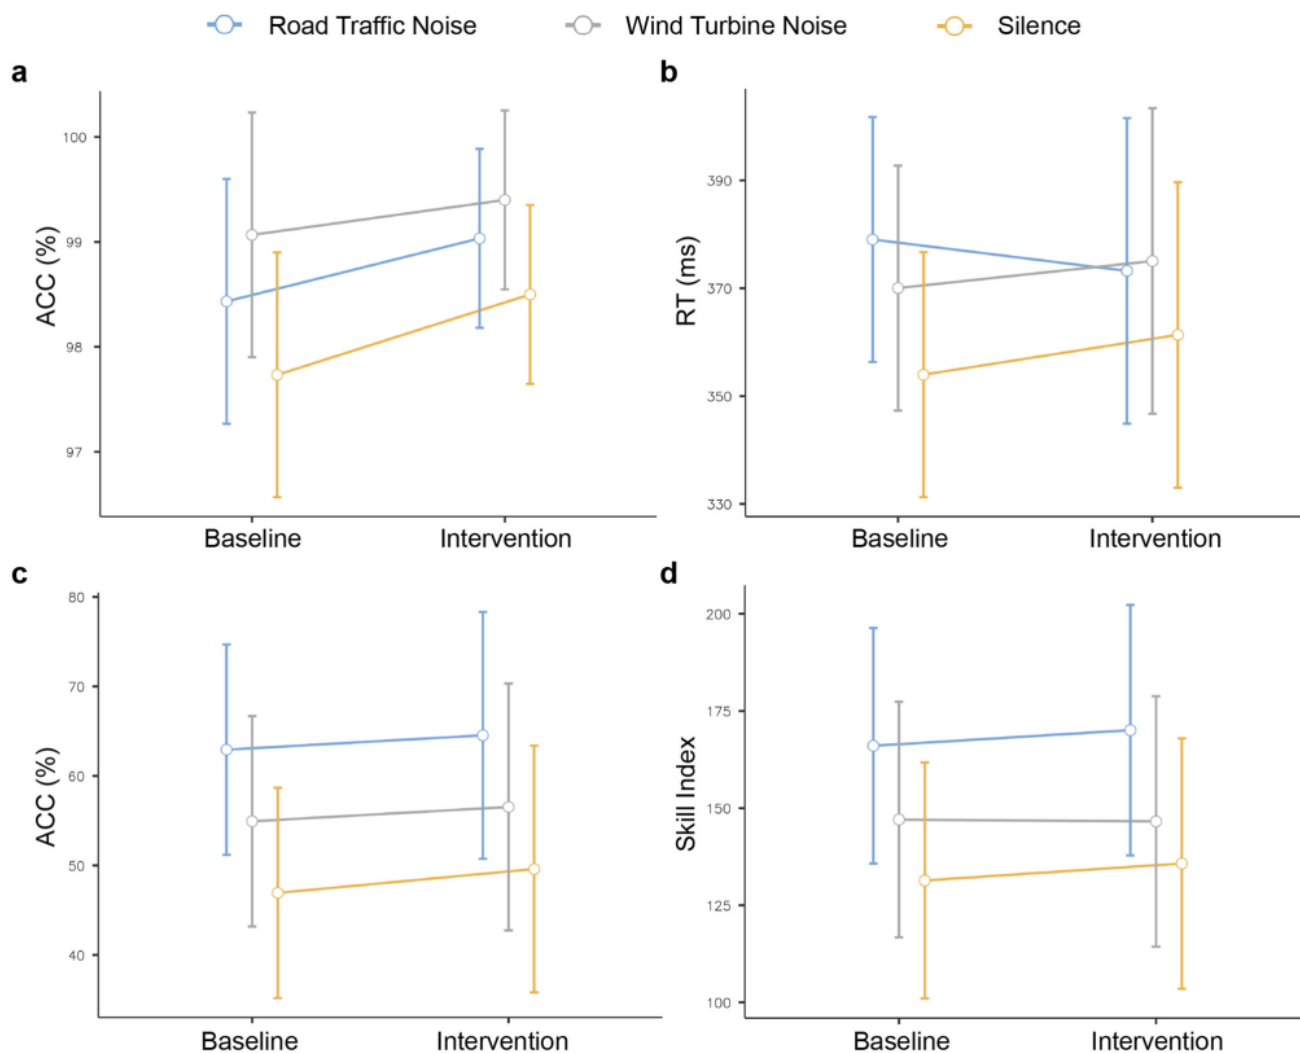 Road Traffic Noise Wind Turbine Noise Silence
a
ACC (%)
100
99
98
97
Baseline Intervention
b
RT (ms)
390
370
350
330
Baseline Intervention
c
ACC (%)
80
70
60
50
40
Baseline Intervention
d
Skill Index
200
175
150
125
100
Baseline Intervention